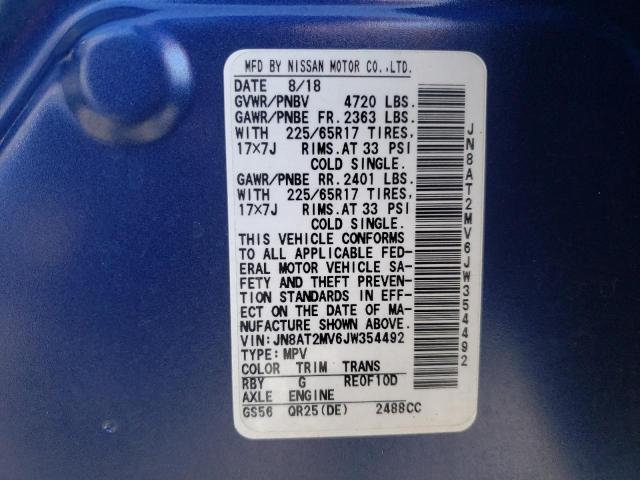 MFD BY NISSAN MOTOR CO.,LTD.
DATE 8/18
GVWR/PNBV 4720 LBS.
GAWR/PNBE FR. 2363 LBS.
WITH 225/65R17 TIRES,
17×7J RIMS.AT 33 PSI
COLD SINGLE.
GAWR/PNBE RR. 2401 LBS.
WITH 225/65R17 TIRES,
17×7J RIMS.AT 33 PSI
COLD SINGLE.
THIS VEHICLE CONFORMS
TO ALL APPLICABLE FED-
ERAL MOTOR VEHICLE SA-
FETY AND THEFT PREVEN-
TION STANDARDS IN EFF-
ECT ON THE DATE OF MA-
NUFACTURE SHOWN ABOVE.
VIN: JN8AT2MV6JW354492
TYPE: MPV
COLOR TRIM TRANS
RBY G RE0F10D
AXLE ENGINE
GS56 QR25(DE) 2488CC
JN8AT2MV6JW354492